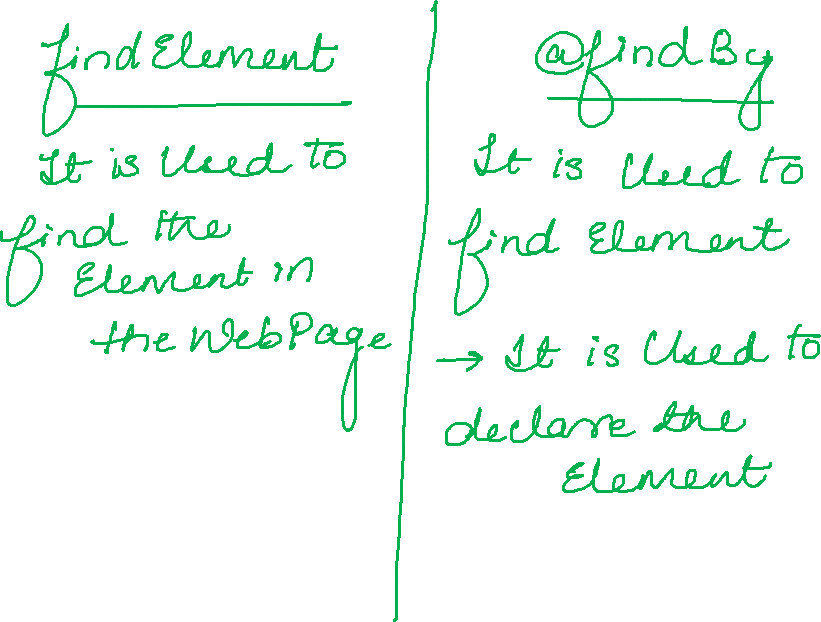 findElement
It is Used to
find the
Element in
the WebPage
@findBy
It is Used to
find Element
→ It is Used to
declare the
Element